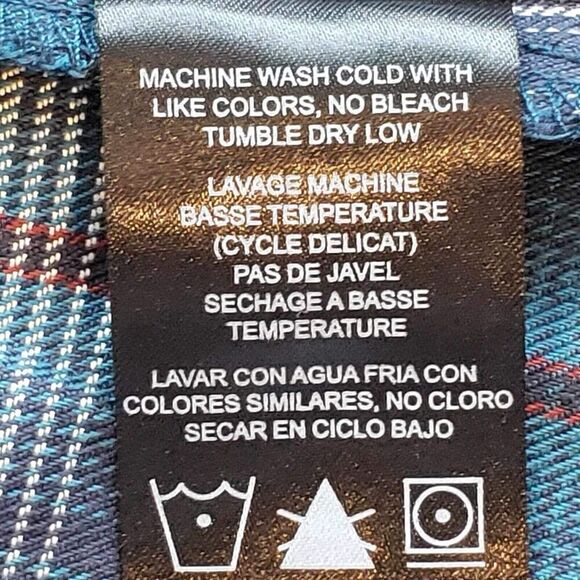 MACHINE WASH COLD WITH
LIKE COLORS, NO BLEACH
TUMBLE DRY LOW
LAVAGE MACHINE
BASSE TEMPERATURE
(CYCLE DELICAT)
PAS DE JAVEL
SECHAGE A BASSE
TEMPERATURE
LAVAR CON AGUA FRIA CON
COLORES SIMILARES, NO CLORO
SECAR EN CICLO BAJO